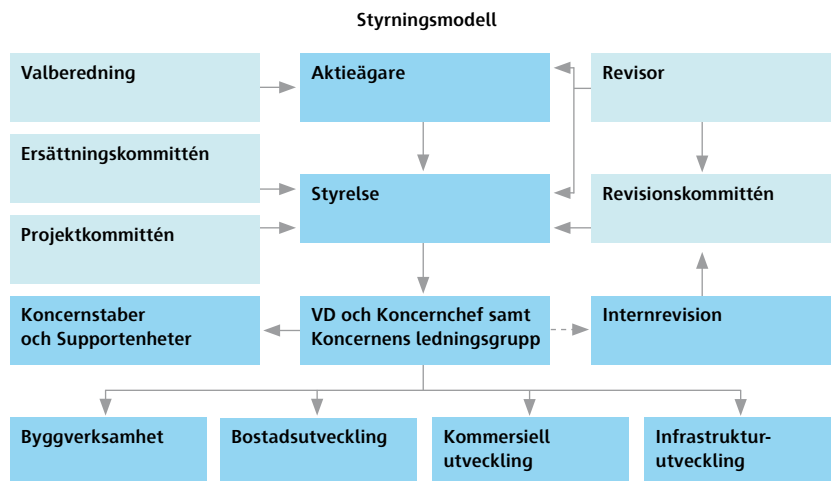 Styrningsmodell
Valberedning
Aktieägare
Revisor
Ersättningskommittén
Styrelse
Revisionskommittén
Projektkommittén
Koncernstaber
och Supportenheter
VD och Koncernchef samt
Koncernens ledningsgrupp
Internrevision
Byggverksamhet
Bostadsutveckling
Kommersiell
utveckling
Infrastruktur-
utveckling